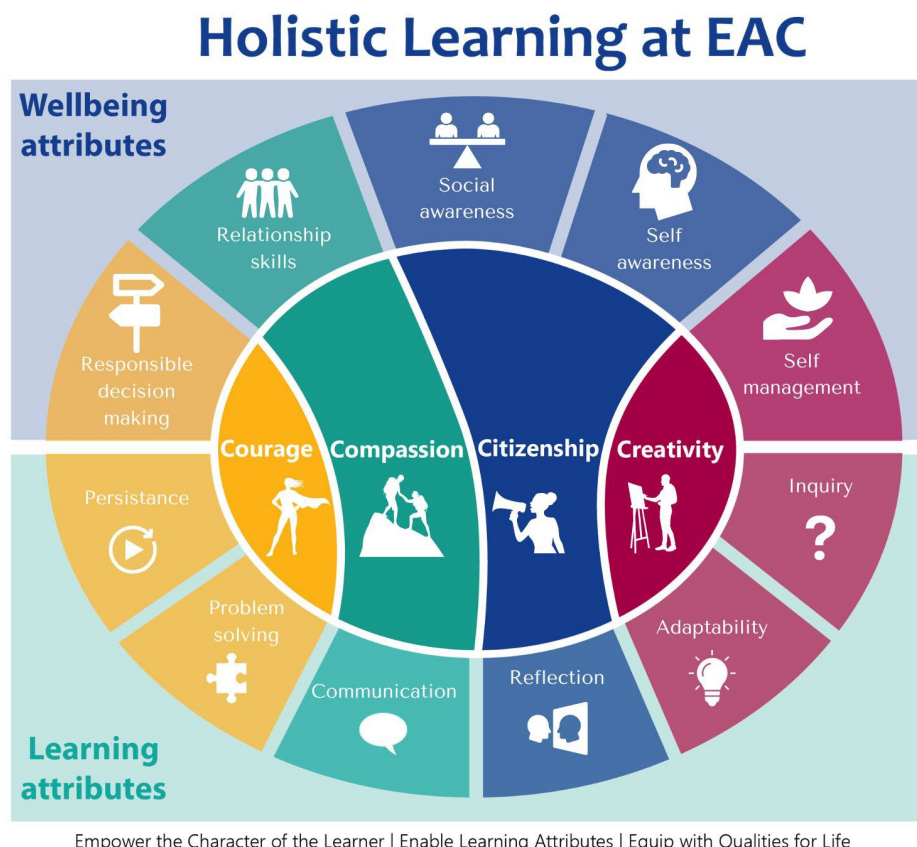 Holistic Learning at EAC
Wellbeing
attributes
Social
awareness
Relationship
skills
Self
awareness
Responsible
decision
making
Self
management
Courage
Compassion
Citizenship
Creativity
Persistance
Inquiry
?
Problem
solving
Adaptability
Communication
Reflection
Learning
attributes
Empower the Character of the Learner | Enable Learning Attributes | Equip with Qualities for Life